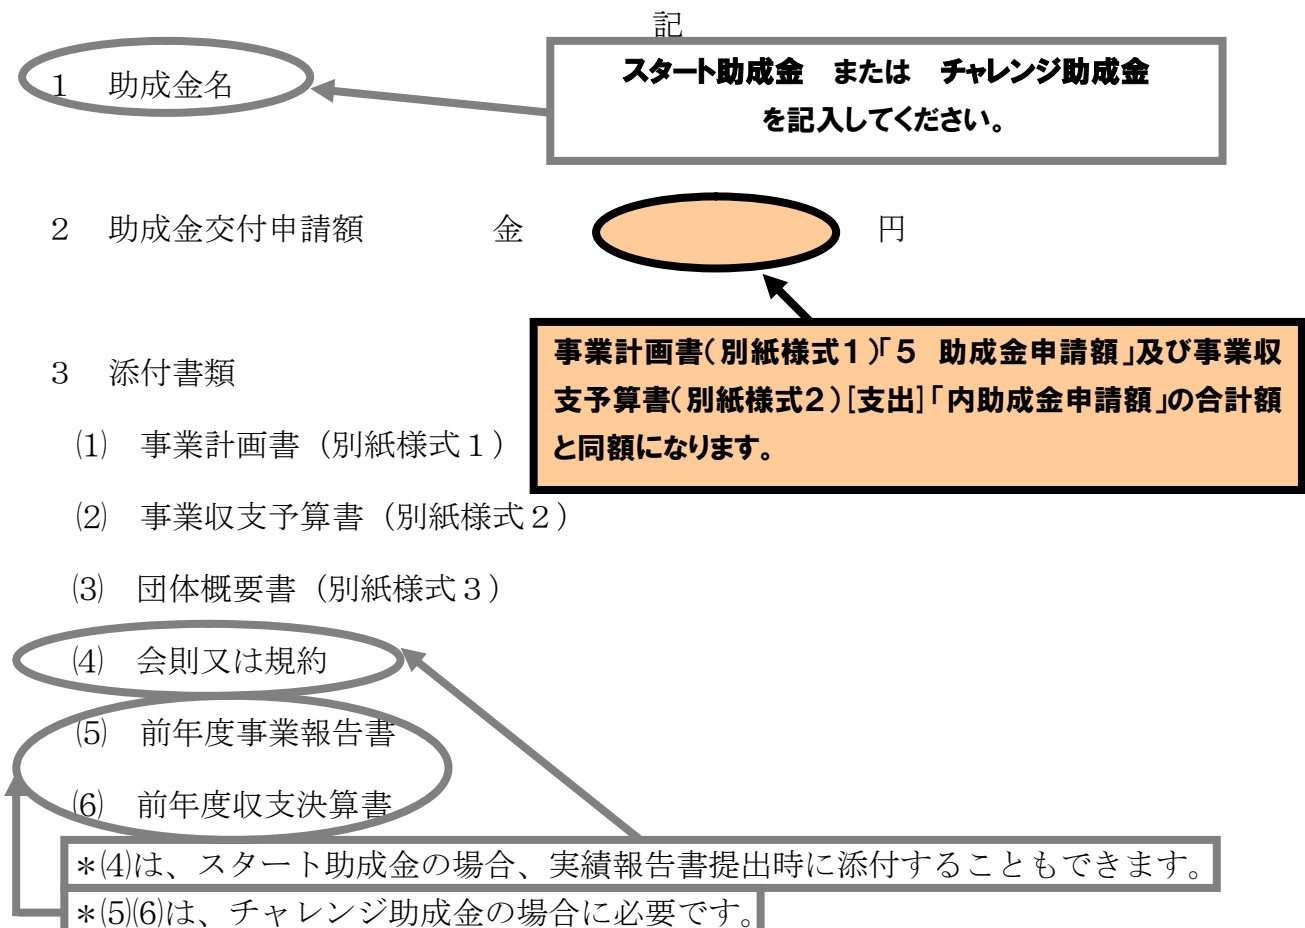 記
1　助成金名
スタート助成金　または　チャレンジ助成金
を記入してください。
2　助成金交付申請額　　　　金　　　　　　　　円
事業計画書(別紙様式1)「5　助成金申請額」及び事業収
支予算書(別紙様式2)[支出]「内助成金申請額」の合計額
と同額になります。
3　添付書類
⑴　事業計画書（別紙様式１）
⑵　事業収支予算書（別紙様式２）
⑶　団体概要書（別紙様式３）
⑷　会則又は規約
⑸　前年度事業報告書
⑹　前年度収支決算書
＊⑷は、スタート助成金の場合、実績報告書提出時に添付することもできます。
＊⑸⑹は、チャレンジ助成金の場合に必要です。